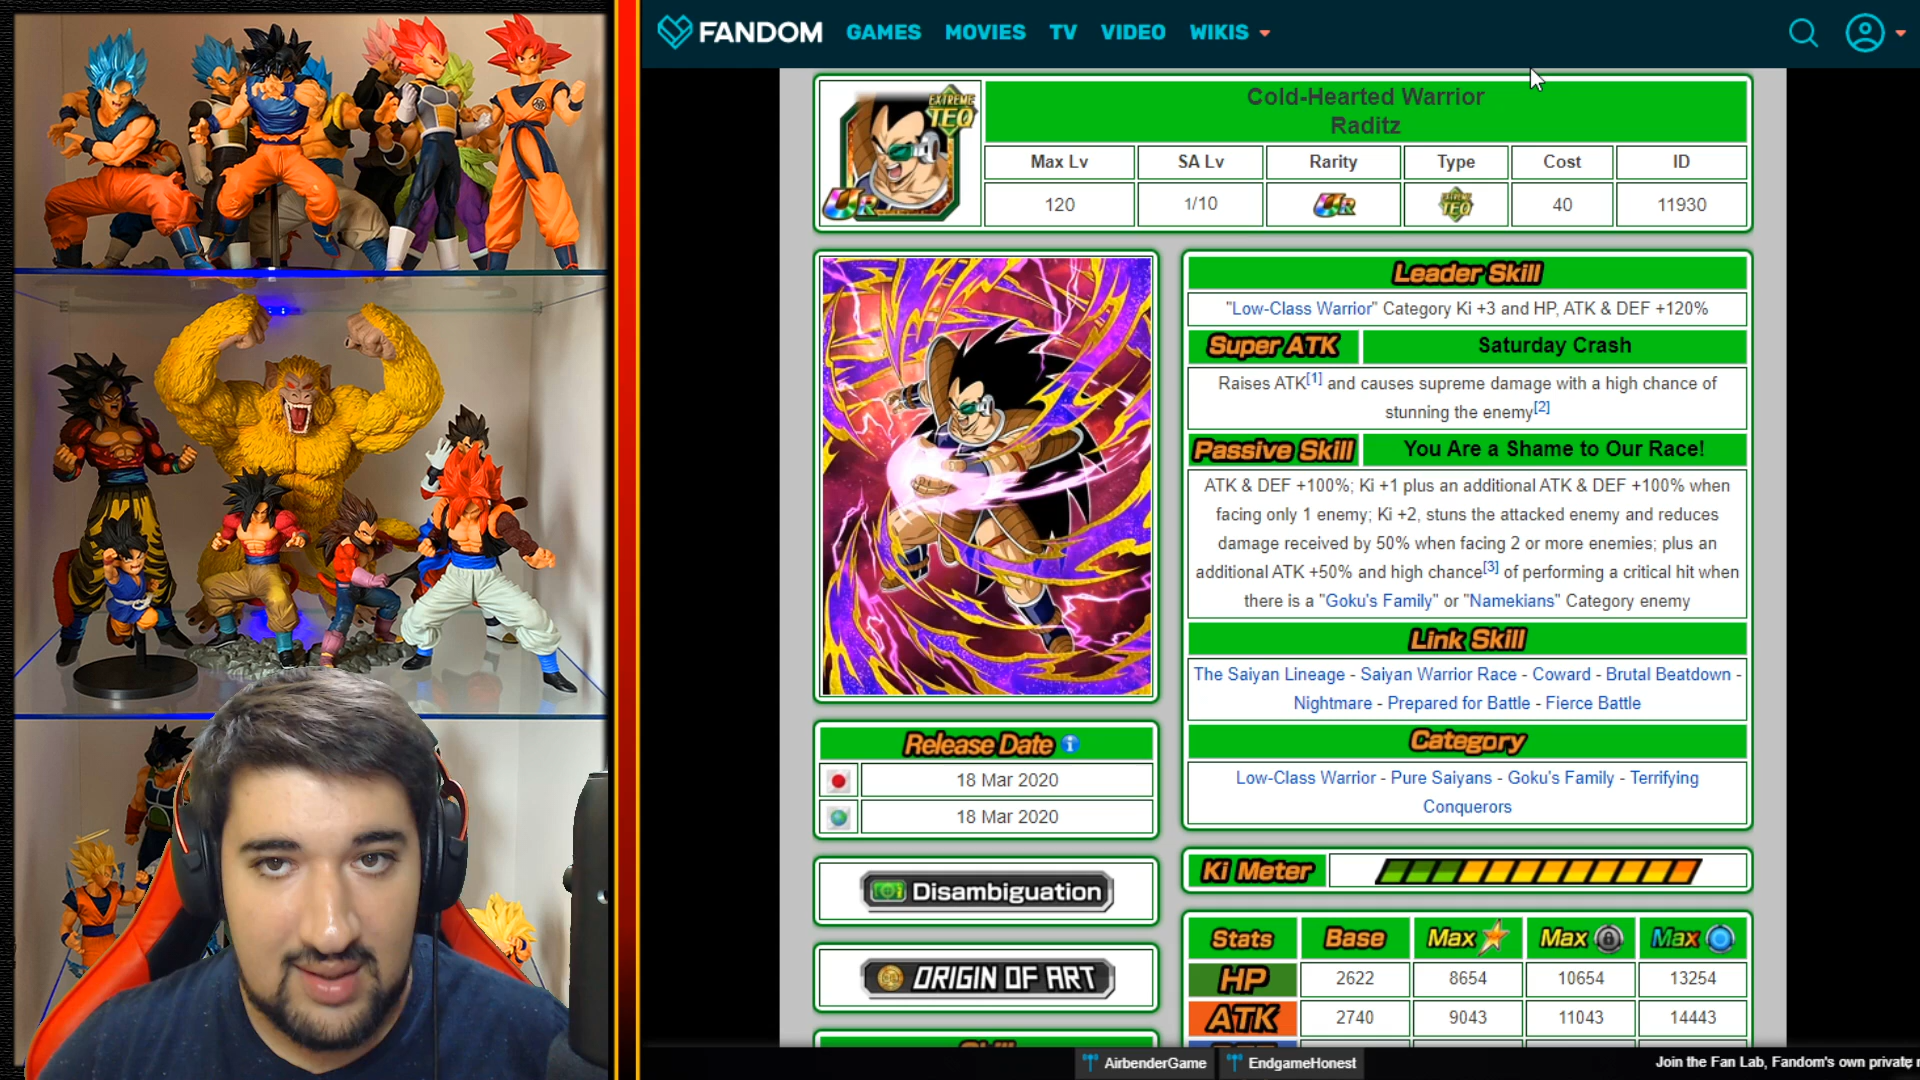 FANDOM GAMES MOVIES TV VIDEO WIKIS
Cold-Hearted Warrior
Raditz
EXTREME TEQ
UR
Max Lv SA Lv Rarity Type Cost ID
120 1/10 UR EXTREME TEQ 40 11930
Leader Skill
"Low-Class Warrior" Category Ki +3 and HP, ATK & DEF +120%
Super ATK Saturday Crash
Raises ATK[1] and causes supreme damage with a high chance of
stunning the enemy[2]
Passive Skill You Are a Shame to Our Race!
ATK & DEF +100%; Ki +1 plus an additional ATK & DEF +100% when
facing only 1 enemy; Ki +2, stuns the attacked enemy and reduces
damage received by 50% when facing 2 or more enemies; plus an
additional ATK +50% and high chance[3] of performing a critical hit when
there is a "Goku's Family" or "Namekians" Category enemy
Link Skill
The Saiyan Lineage - Saiyan Warrior Race - Coward - Brutal Beatdown -
Nightmare - Prepared for Battle - Fierce Battle
Category
Low-Class Warrior - Pure Saiyans - Goku's Family - Terrifying
Conquerors
Release Date
18 Mar 2020
18 Mar 2020
Disambiguation
ORIGIN OF ART
Ki Meter
Stats Base Max Max Max
HP 2622 8654 10654 13254
ATK 2740 9043 11043 14443
AirbenderGame EndgameHonest
Join the Fan Lab, Fandom's own private